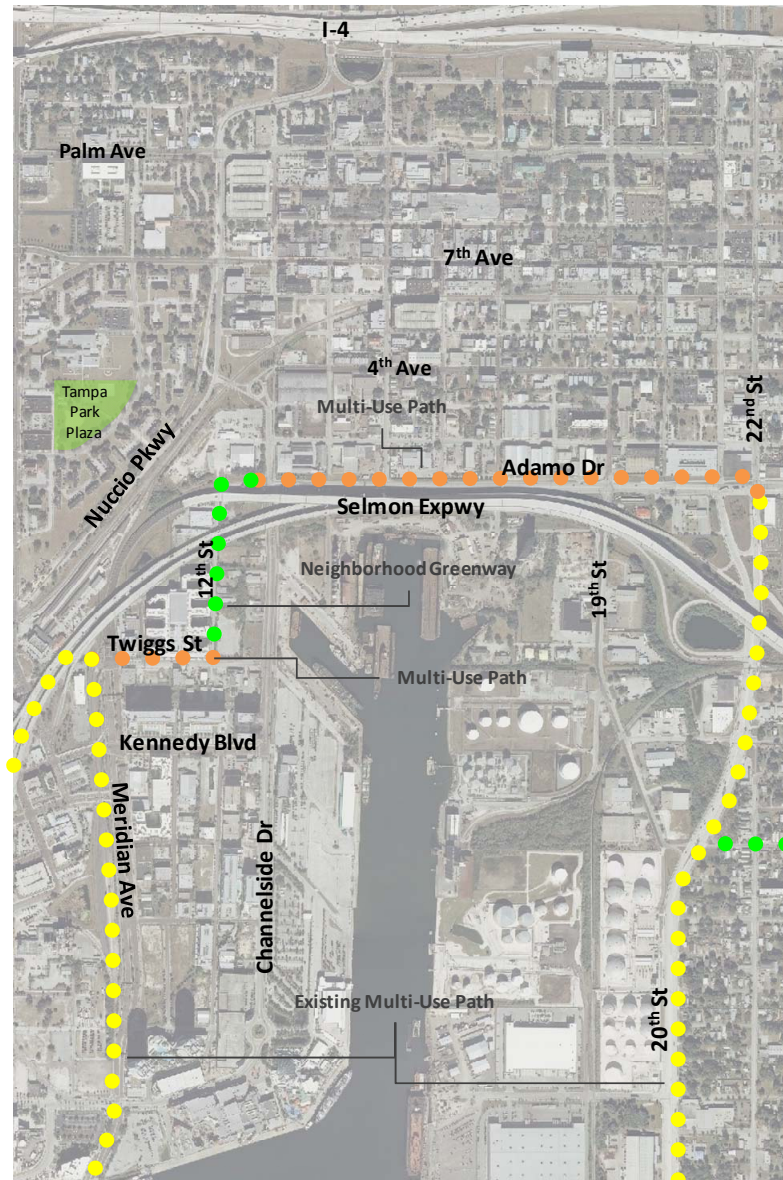 I-4
Palm Ave
7th Ave
4th Ave
Tampa
Park
Plaza
Multi-Use Path
22nd St
Nuccio Pkwy
Adamo Dr
Selmon Expwy
12th St
Neighborhood Greenway
19th St
Twiggs St
Multi-Use Path
Kennedy Blvd
Meridian Ave
Channelside Dr
Existing Multi-Use Path
20th St